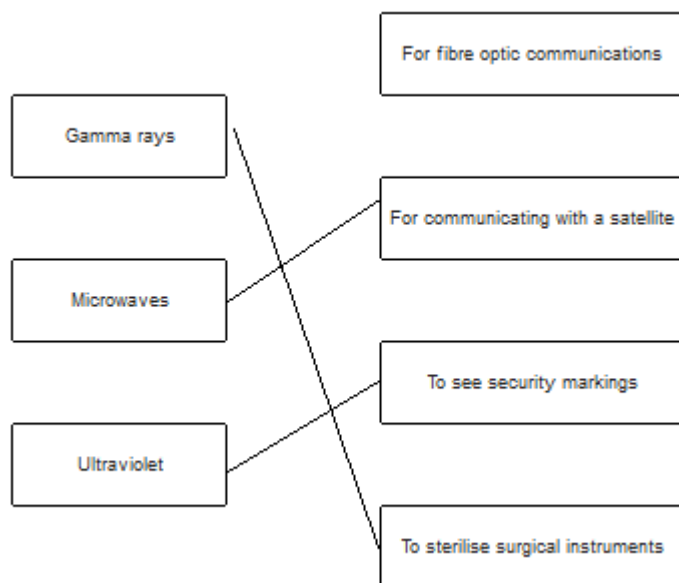 For fibre optic communications
Gamma rays
For communicating with a satellite
Microwaves
To see security markings
Ultraviolet
To sterilise surgical instruments